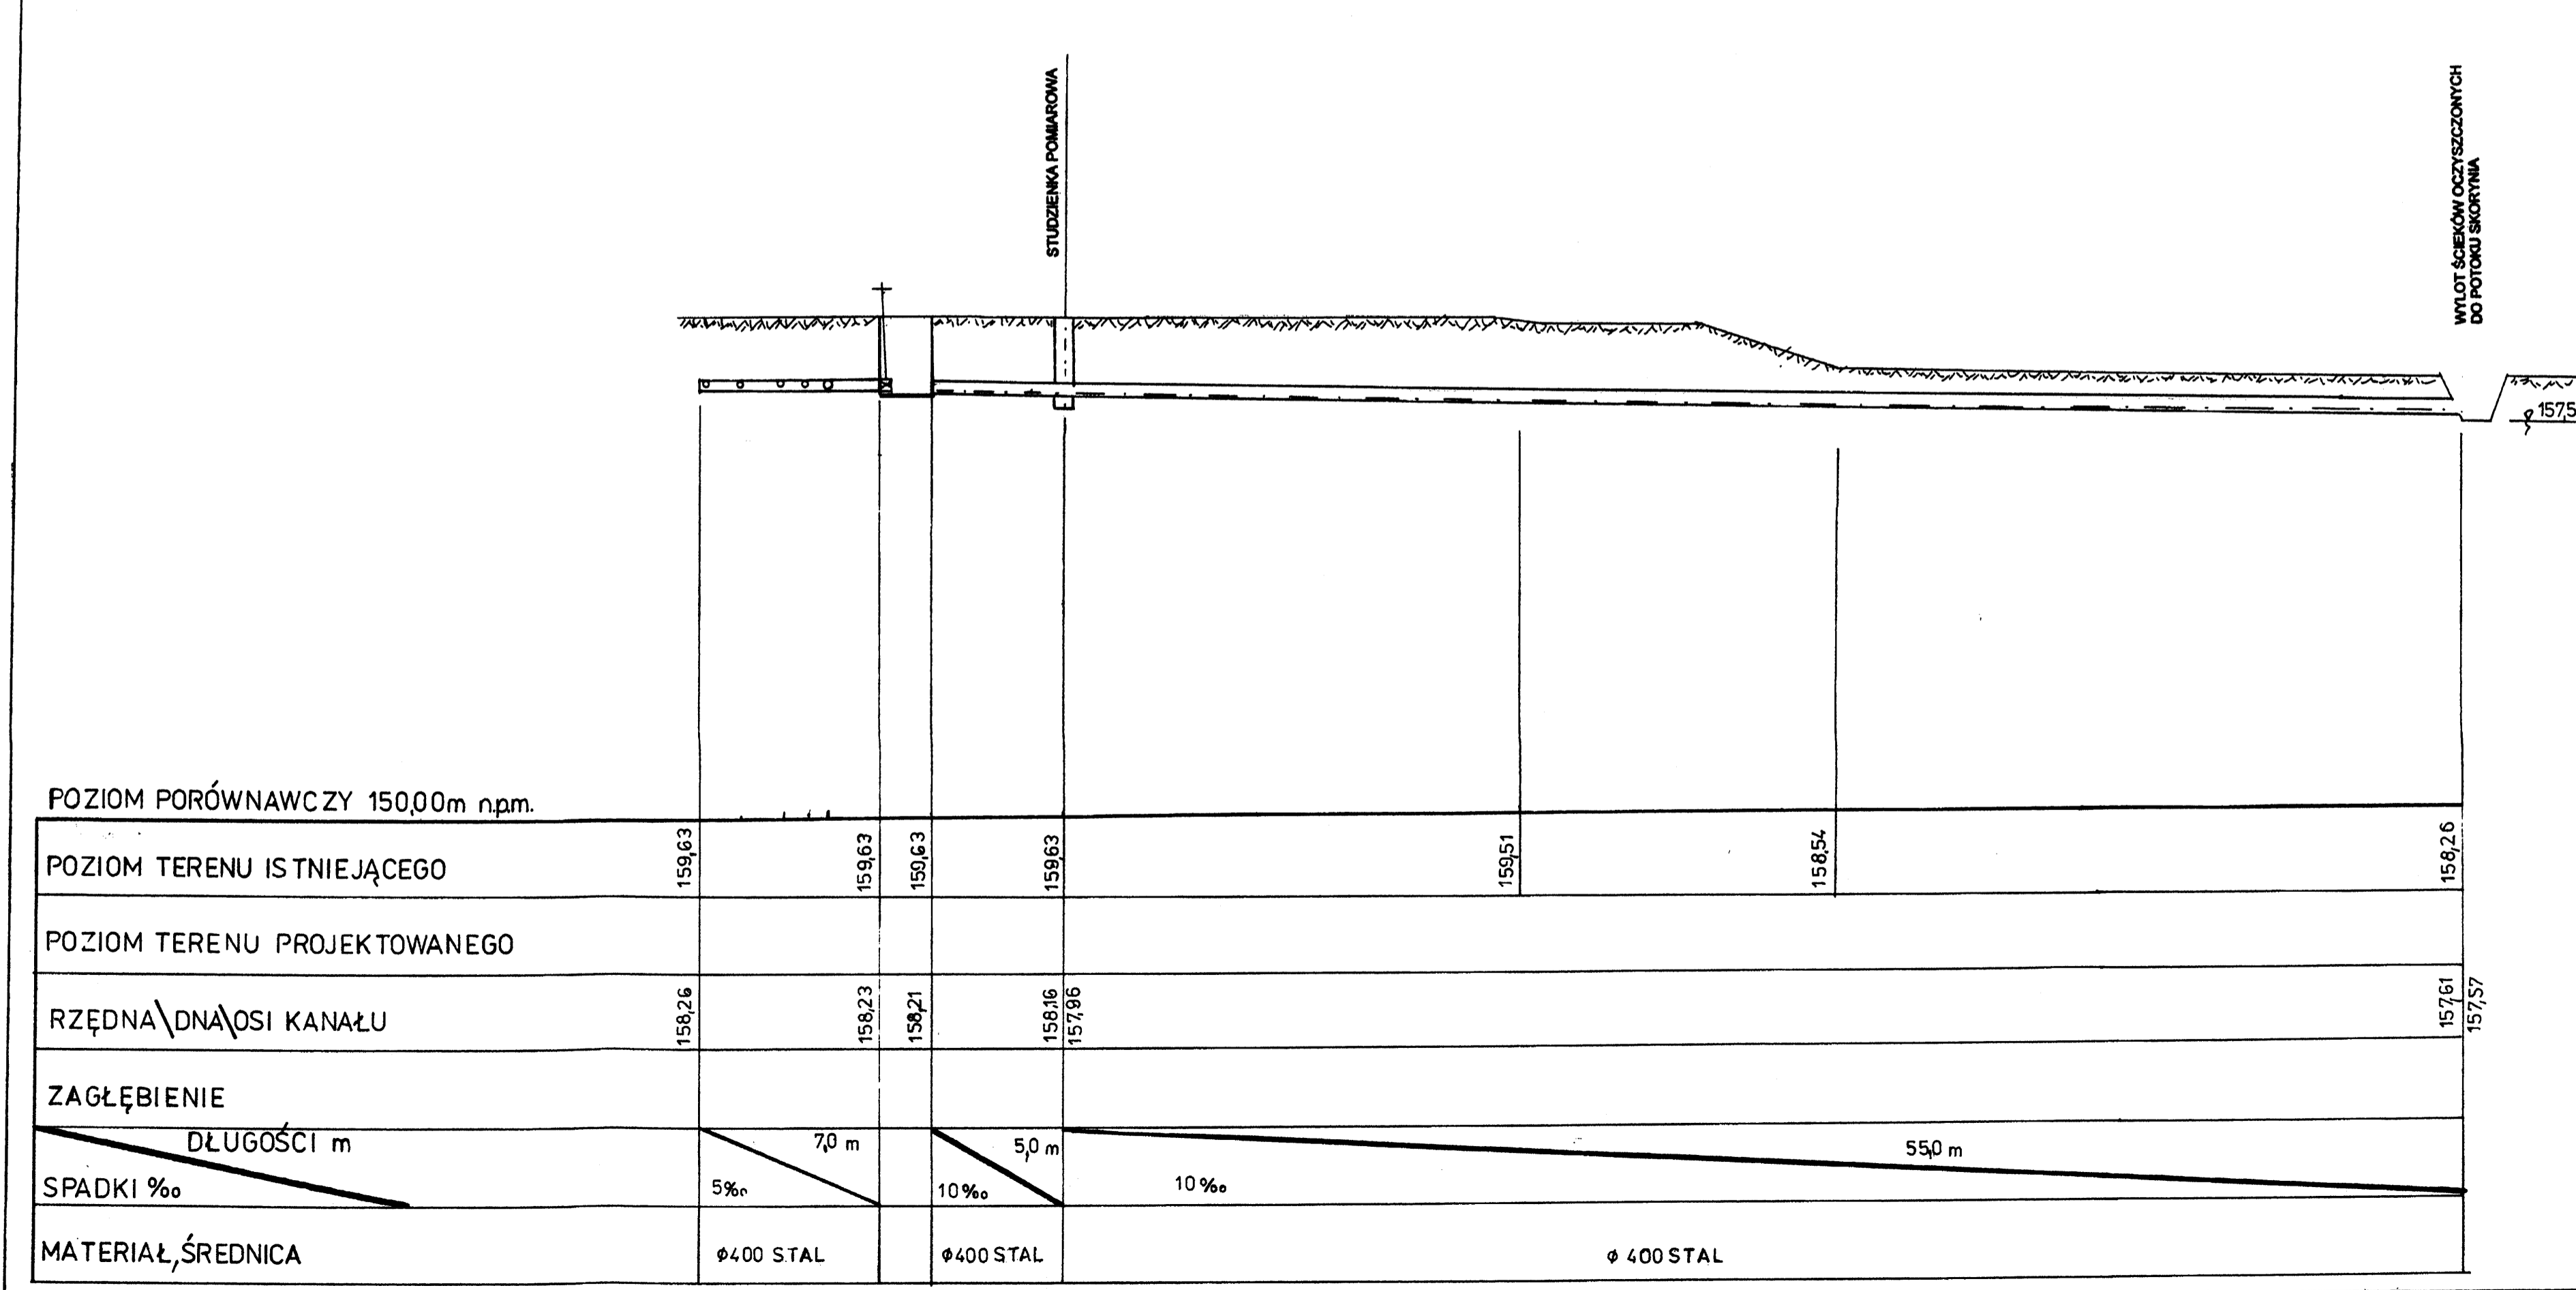 STUDZIENKA POMIAROWA
WYLOT ŚCIEKÓW OCZYSZCZONYCH
DO POTOKU SKORYNIA
157,5
POZIOM PORÓWNAWCZY 150,00m n.p.m.
POZIOM TERENU ISTNIEJĄCEGO
159,63
159,63
159,63
159,63
159,51
158,54
158,26
POZIOM TERENU PROJEKTOWANEGO
RZĘDNA\DNA\OSI KANAŁU
158,26
158,23
158,21
158,16
157,96
157,61
157,57
ZAGŁĘBIENIE
DŁUGOŚCI m
7,0 m
5,0 m
55,0 m
SPADKI ‰
5‰
10‰
10‰
MATERIAŁ,ŚREDNICA
ø400 STAL
ø400 STAL
ø 400 STAL